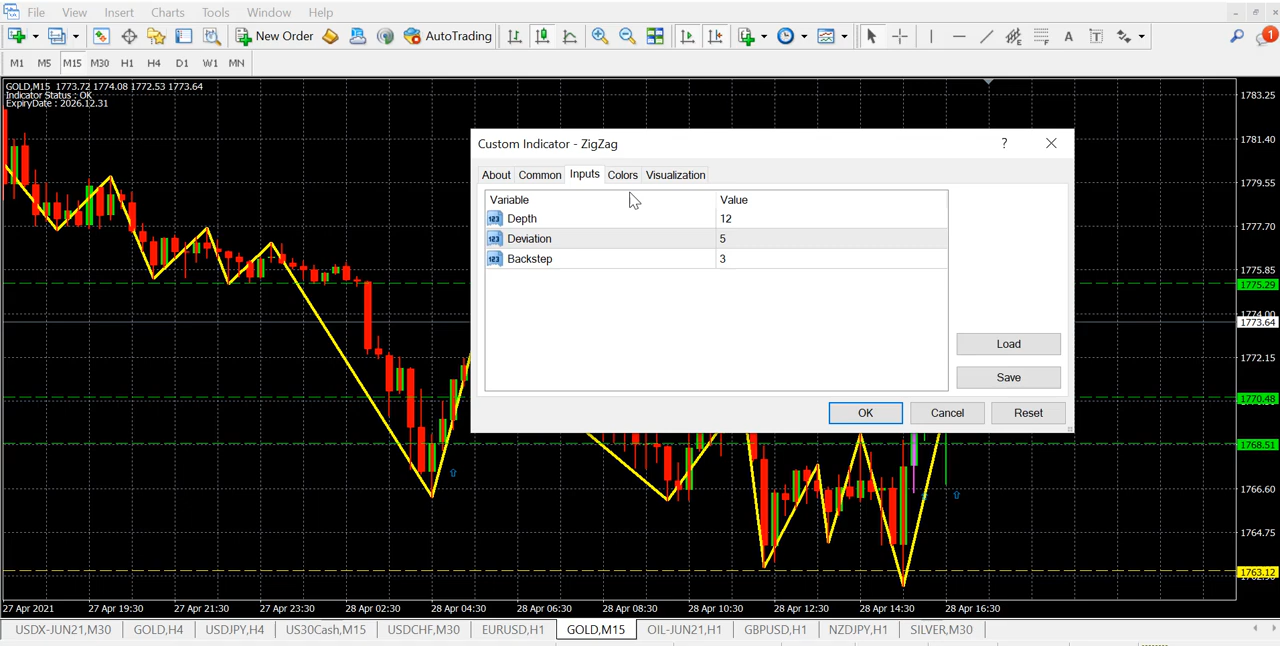 File View Insert Charts Tools Window Help
New Order AutoTrading 1
M1 M5 M15 M30 H1 H4 D1 W1 MN
GOLD,M15 1773.72 1774.08 1772.53 1773.64
Indicator Status : OK
ExpiryDate : 2026.12.31
Custom Indicator - ZigZag ?
About Common Inputs Colors Visualization
Variable Value
Depth 12
Deviation 5
Backstep 3
Load
Save
OK Cancel Reset
1783.25
1781.40
1779.55
1777.70
1775.85
1775.29
1774.00
1773.64
1772.15
1770.48
1768.51
1766.60
1764.75
1763.12
27 Apr 2021 27 Apr 19:30 27 Apr 21:30 27 Apr 23:30 28 Apr 02:30 28 Apr 04:30 28 Apr 06:30 28 Apr 08:30 28 Apr 10:30 28 Apr 12:30 28 Apr 14:30 28 Apr 16:30
USDX-JUN21,M30 GOLD,H4 USDJPY,H4 US30Cash,M15 USDCHF,M30 EURUSD,H1 GOLD,M15 OIL-JUN21,H1 GBPUSD,H1 NZDJPY,H1 SILVER,M30